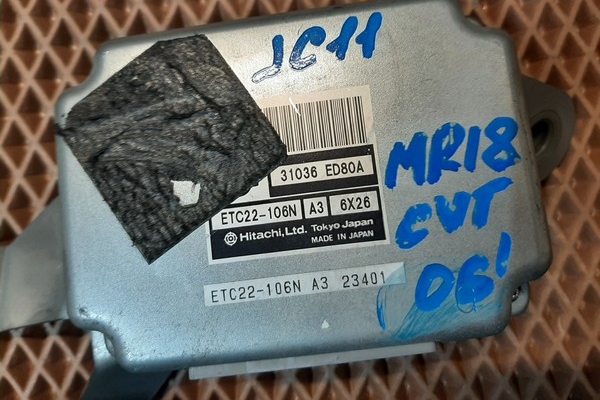 JC11
31036 ED80A
ETC22-106N A3 6X26
Hitachi,Ltd. Tokyo Japan
MADE IN JAPAN
ETC22-106N A3 23401
MR18
CVT
06'